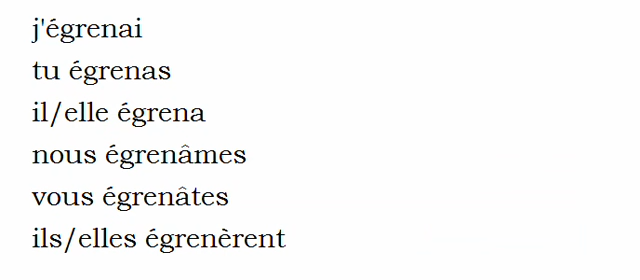 j'égrenai
tu égrenas
il/elle égrena
nous égrenâmes
vous égrenâtes
ils/elles égrenèrent